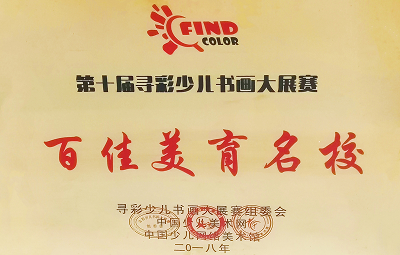 FIND
COLOR
第十届寻彩少儿书画大展赛
百佳美育名校
寻彩少儿书画大展赛组委会
中国少儿美术网
中国少儿网络美术馆
二〇一八年